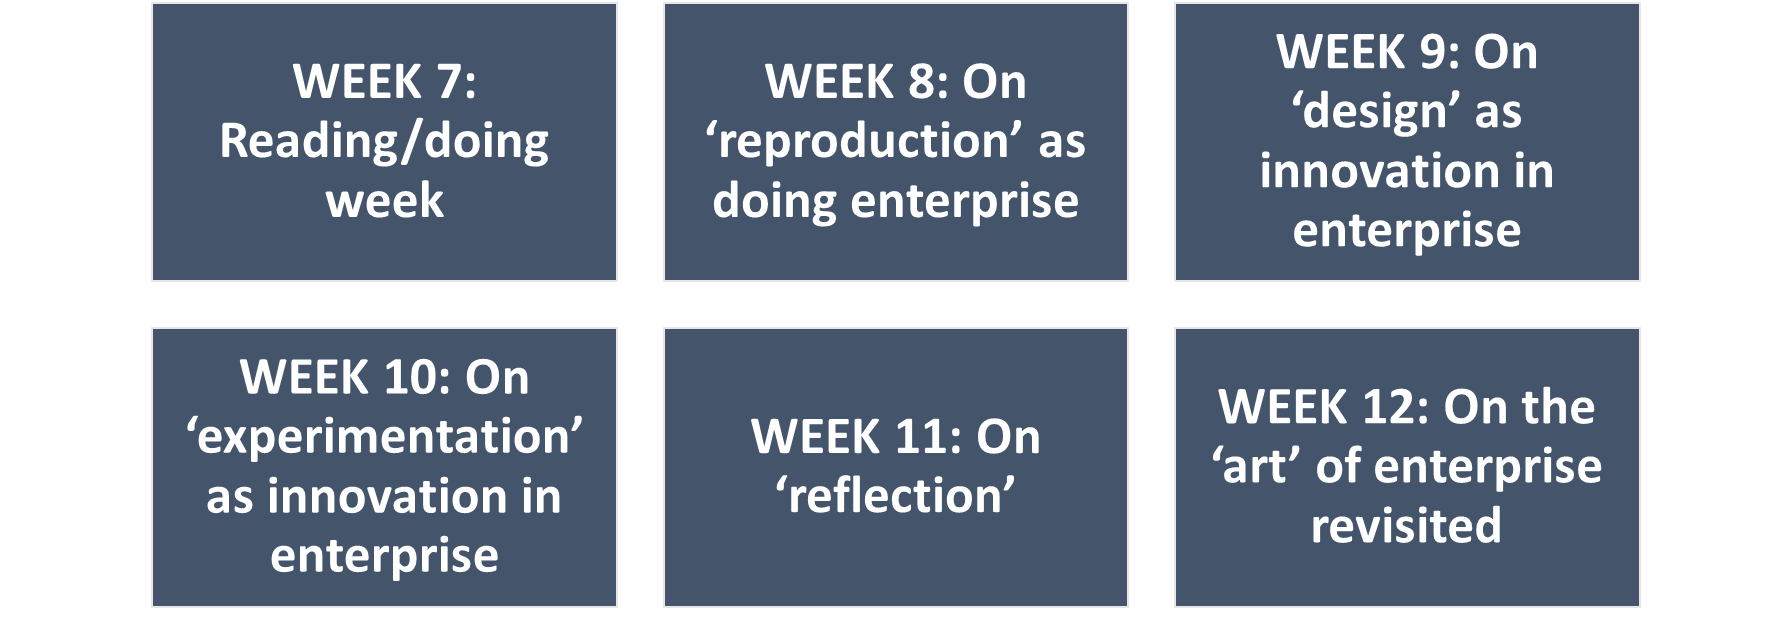 WEEK 7:
Reading/doing
week
WEEK 8: On
‘reproduction’ as
doing enterprise
WEEK 9: On
‘design’ as
innovation in
enterprise
WEEK 10: On
‘experimentation’
as innovation in
enterprise
WEEK 11: On
‘reflection’
WEEK 12: On the
‘art’ of enterprise
revisited